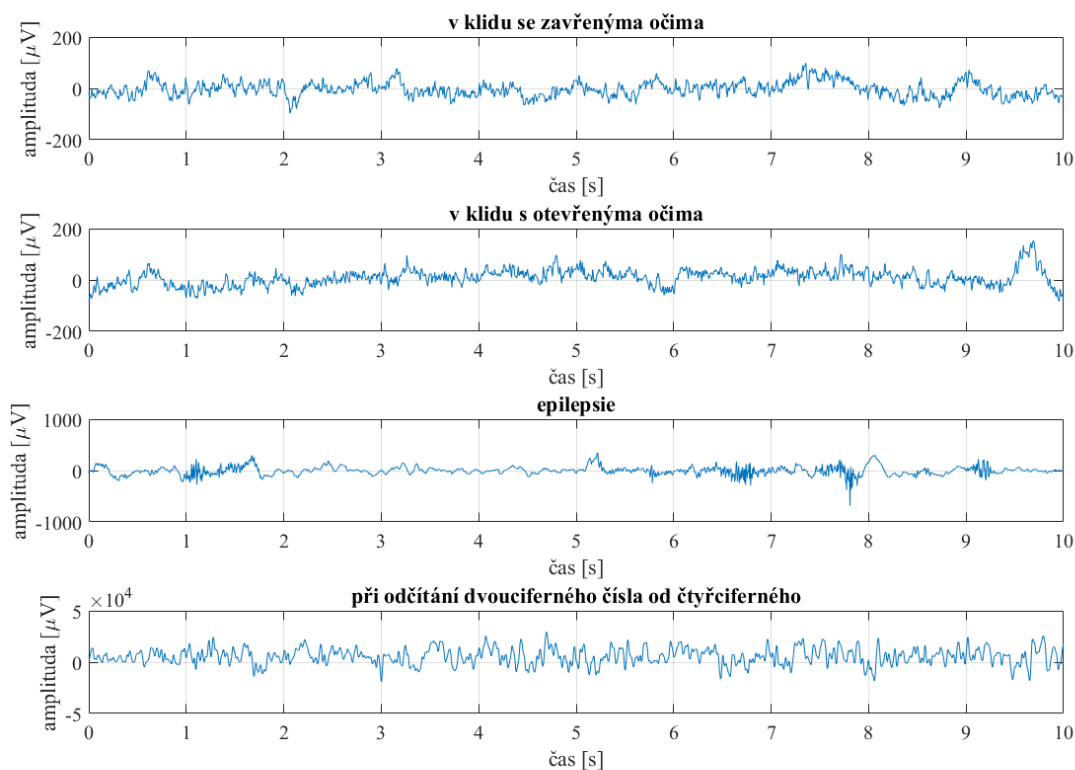 v klidu se zavřenýma očima
200
0
-200
amplituda [μV]
0 1 2 3 4 5 6 7 8 9 10
čas [s]
v klidu s otevřenýma očima
200
0
-200
amplituda [μV]
0 1 2 3 4 5 6 7 8 9 10
čas [s]
epilepsie
1000
0
-1000
amplituda [μV]
0 1 2 3 4 5 6 7 8 9 10
čas [s]
při odčítání dvouciferného čísla od čtyřciferného
×10⁴
5
0
-5
amplituda [μV]
0 1 2 3 4 5 6 7 8 9 10
čas [s]